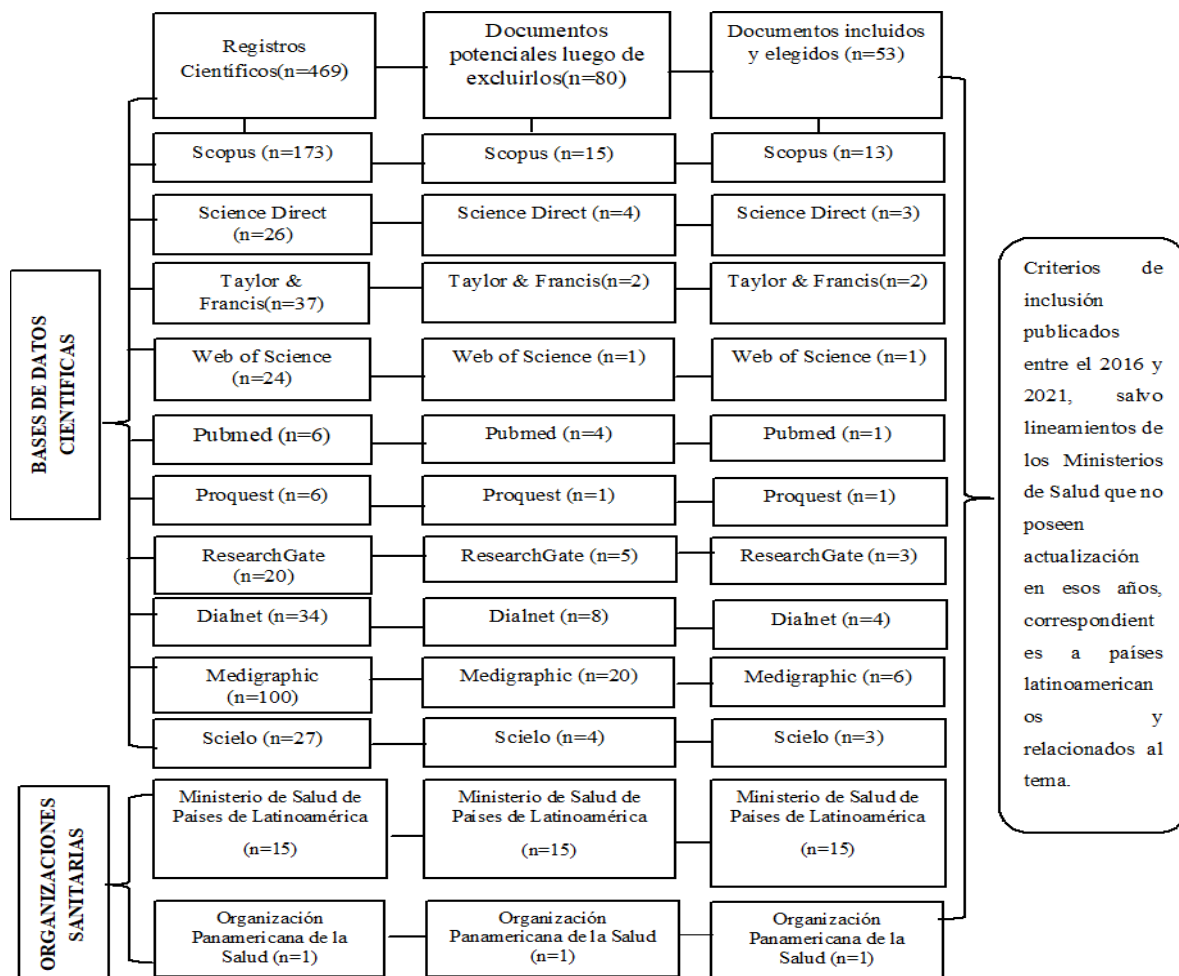 Registros
Científicos(n=469)
Documentos
potenciales luego de
excluirlos(n=80)
Documentos incluidos
y elegidos (n=53)
BASES DE DATOS
CIENTIFICAS
Scopus (n=173)
Scopus (n=15)
Scopus (n=13)
Science Direct
(n=26)
Science Direct (n=4)
Science Direct (n=3)
Taylor &
Francis(n=37)
Taylor & Francis(n=2)
Taylor & Francis(n=2)
Web of Science
(n=24)
Web of Science (n=1)
Web of Science (n=1)
Pubmed (n=6)
Pubmed (n=4)
Pubmed (n=1)
Proquest (n=6)
Proquest (n=1)
Proquest (n=1)
ResearchGate
(n=20)
ResearchGate (n=5)
ResearchGate (n=3)
Dialnet (n=34)
Dialnet (n=8)
Dialnet (n=4)
Medigraphic
(n=100)
Medigraphic (n=20)
Medigraphic (n=6)
Scielo (n=27)
Scielo (n=4)
Scielo (n=3)
ORGANIZACIONES
SANITARIAS
Ministerio de Salud de
Países de Latinoamérica
(n=15)
Ministerio de Salud de
Países de Latinoamérica
(n=15)
Ministerio de Salud de
Países de Latinoamérica
(n=15)
Organización
Panamericana de la
Salud (n=1)
Organización
Panamericana de la Salud
(n=1)
Organización
Panamericana de la
Salud (n=1)
Criterios de
inclusión
publicados
entre el 2016 y
2021, salvo
lineamientos de
los Ministerios
de Salud que no
poseen
actualización
en esos años,
correspondient
es a países
latinoamerican
os y
relacionados al
tema.